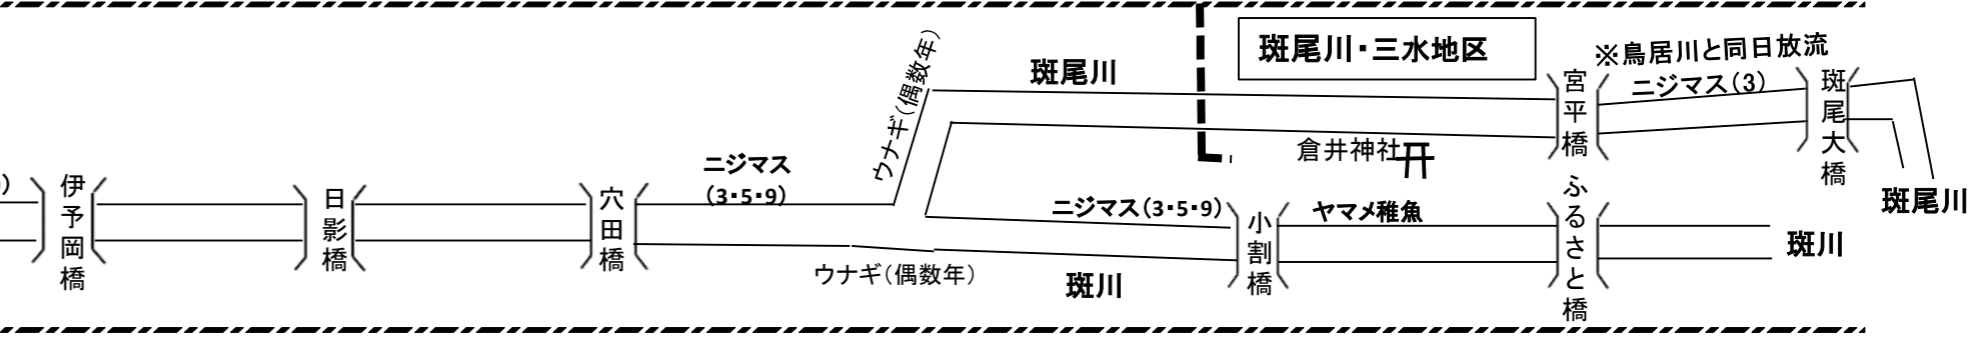 斑尾川・三水地区
※鳥居川と同日放流
ニジマス（3）
斑尾川
ウナギ（偶数年）
宮平橋
斑尾大橋
倉井神社
斑尾川
伊予岡橋
日影橋
穴田橋
ニジマス
（3・5・9）
ニジマス（3・5・9）
小割橋
ヤマメ稚魚
ふるさと橋
斑川
ウナギ（偶数年）
斑川